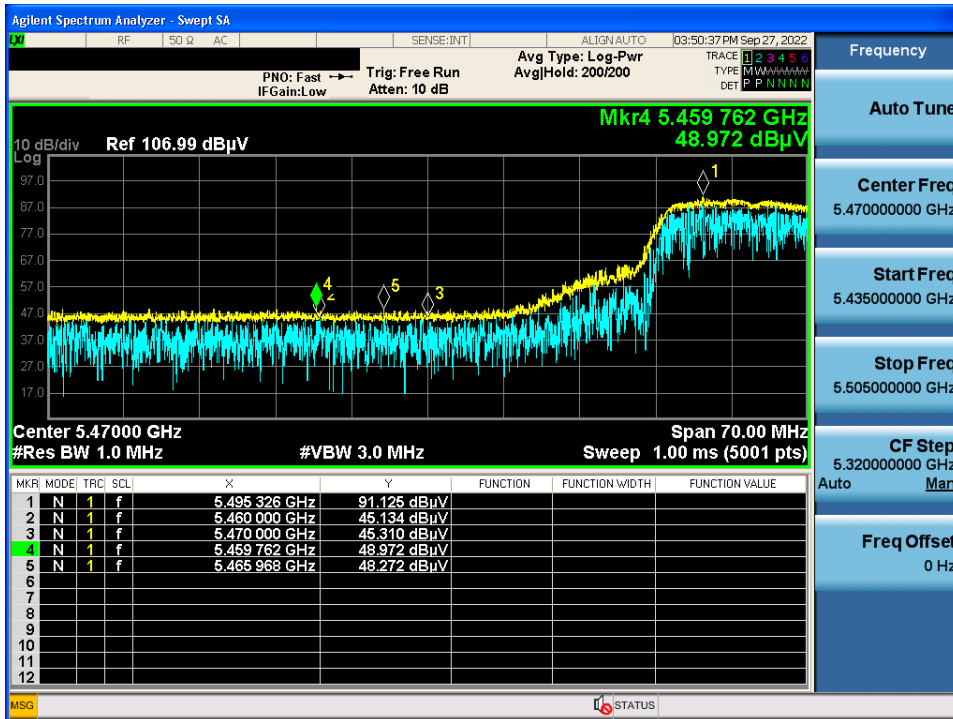 Agilent Spectrum Analyzer - Swept SA
LXI RF 50 Ω AC SENSE:INT ALIGN AUTO 03:50:37 PM Sep 27, 2022
PNO: Fast Trig: Free Run Avg Type: Log-Pwr TRACE 1 2 3 4 5 6
IFGain:Low Atten: 10 dB Avg|Hold: 200/200 TYPE M W W W W W
DET P P N N N N
Frequency
Auto Tune
Center Freq
5.470000000 GHz
Start Freq
5.435000000 GHz
Stop Freq
5.505000000 GHz
CF Step
5.320000000 GHz
Auto Man
Freq Offset
0 Hz
Mkr4 5.459 762 GHz
48.972 dBµV
10 dB/div Ref 106.99 dBµV
Log
97.0
87.0
77.0
67.0
57.0
47.0
37.0
27.0
17.0
1
4
2
5
3
Center 5.47000 GHz Span 70.00 MHz
#Res BW 1.0 MHz #VBW 3.0 MHz Sweep 1.00 ms (5001 pts)
MKR MODE TRC SCL X Y FUNCTION FUNCTION WIDTH FUNCTION VALUE
1 N 1 f 5.495 326 GHz 91.125 dBµV
2 N 1 f 5.460 000 GHz 45.134 dBµV
3 N 1 f 5.470 000 GHz 45.310 dBµV
4 N 1 f 5.459 762 GHz 48.972 dBµV
5 N 1 f 5.465 968 GHz 48.272 dBµV
6
7
8
9
10
11
12
MSG STATUS